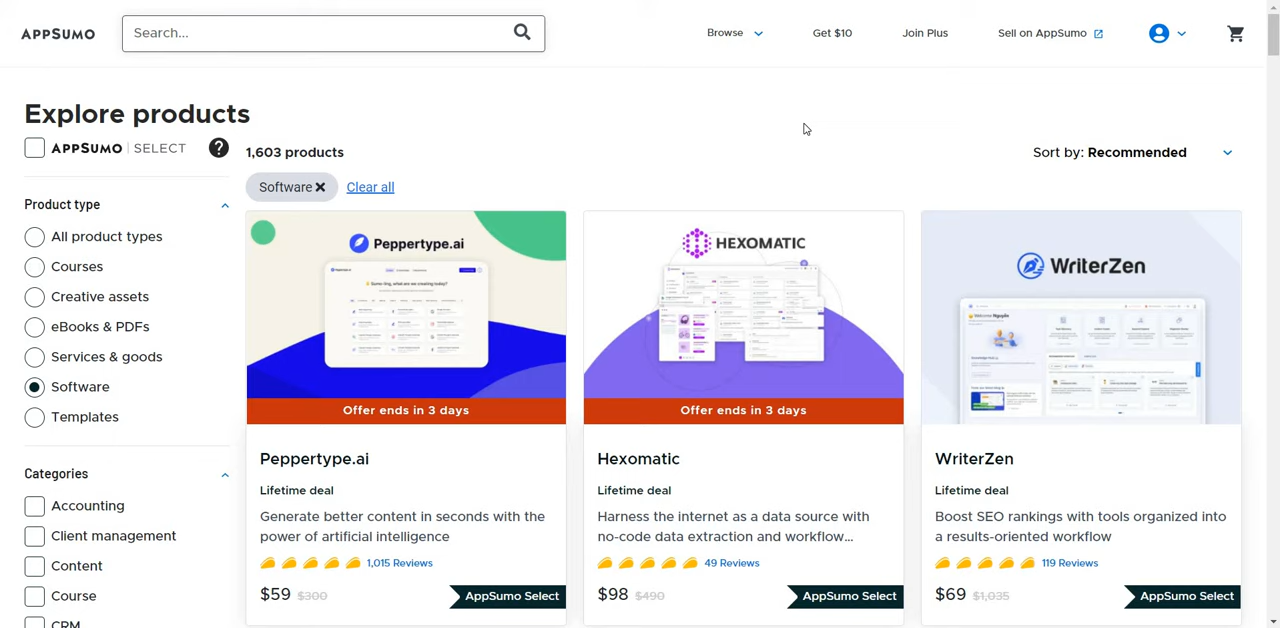 APPSUMO
Search...
Browse
Get $10
Join Plus
Sell on AppSumo
Explore products
APPSUMO | SELECT
?
1,603 products
Sort by: Recommended
Software ✖
Clear all
Product type
All product types
Courses
Creative assets
eBooks & PDFs
Services & goods
Software
Templates
Categories
Accounting
Client management
Content
Course
CRM
Peppertype.ai
Offer ends in 3 days
Peppertype.ai
Lifetime deal
Generate better content in seconds with the
power of artificial intelligence
1,015 Reviews
$59 $300
AppSumo Select
HEXOMATIC
Offer ends in 3 days
Hexomatic
Lifetime deal
Harness the internet as a data source with
no-code data extraction and workflow...
49 Reviews
$98 $490
AppSumo Select
WriterZen
WriterZen
Lifetime deal
Boost SEO rankings with tools organized into
a results-oriented workflow
119 Reviews
$69 $1,035
AppSumo Select